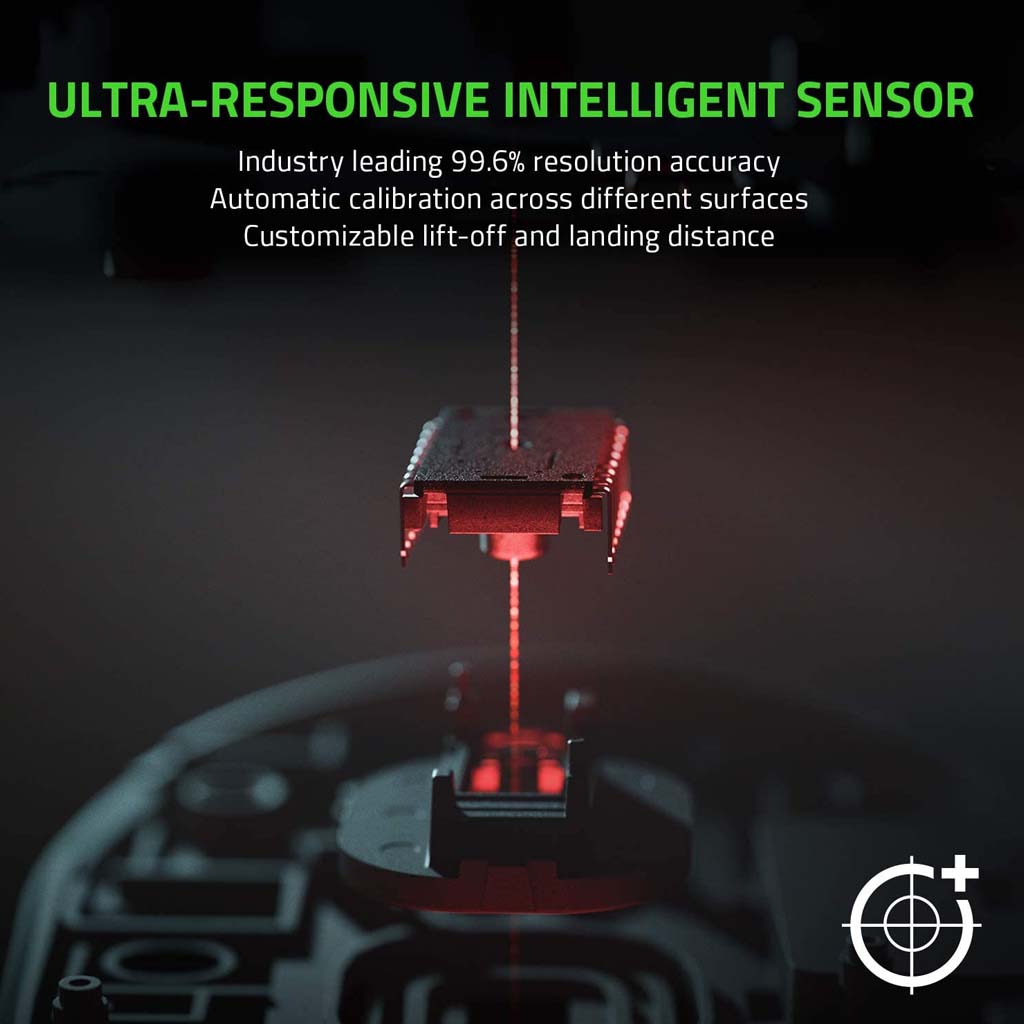 ULTRA-RESPONSIVE INTELLIGENT SENSOR
Industry leading 99.6% resolution accuracy
Automatic calibration across different surfaces
Customizable lift-off and landing distance